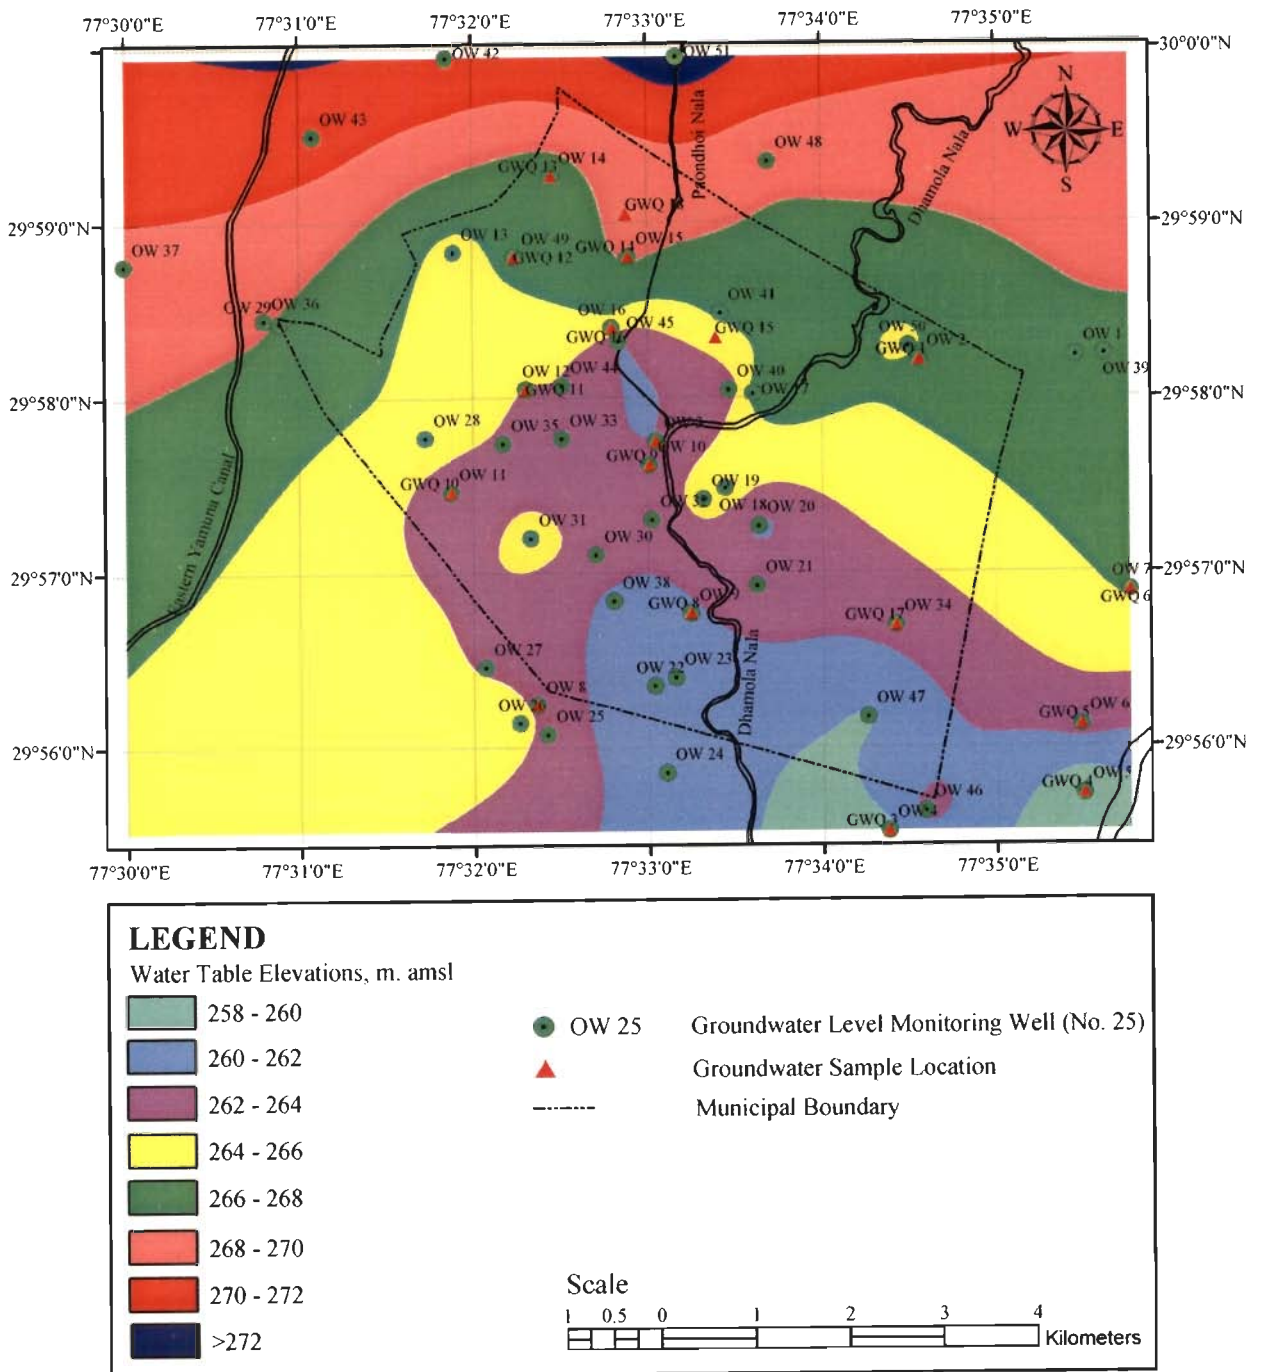 77°30'0"E 77°31'0"E 77°32'0"E 77°33'0"E 77°34'0"E 77°35'0"E
30°0'0"N
OW 42
OW 51
N
W E
S
OW 43
Paondhoi Nala
Dhamola Nala
OW 48
OW 14
GWQ 13
29°59'0"N
29°59'0"N
OW 37
OW 13
OW 49
GWQ 12
OW 15
GWQ 14
OW 41
OW 36
OW 29
OW 16
OW 45
GWQ 15
OW 50
GWQ 1
OW 1
OW 39
29°58'0"N
29°58'0"N
OW 12
OW 44
GWQ 11
OW 40
OW 28
OW 35
OW 33
OW 10
GWQ 9
OW 11
GWQ 10
OW 19
OW 18
OW 20
OW 31
OW 30
Eastern Yamuna Canal
29°57'0"N
29°57'0"N
OW 7
GWQ 6
OW 38
OW 21
GWQ 8
GWQ 17
OW 34
OW 27
OW 22
OW 23
Dhamola Nala
OW 8
OW 26
OW 25
OW 47
GWQ 5
OW 6
29°56'0"N
29°56'0"N
OW 24
GWQ 4
OW 5
OW 46
OW 4
GWQ 3
77°30'0"E 77°31'0"E 77°32'0"E 77°33'0"E 77°34'0"E 77°35'0"E
LEGEND
Water Table Elevations, m. amsl
258 - 260
260 - 262
262 - 264
264 - 266
266 - 268
268 - 270
270 - 272
>272
OW 25 Groundwater Level Monitoring Well (No. 25)
Groundwater Sample Location
Municipal Boundary
Scale
1 0.5 0 1 2 3 4
Kilometers